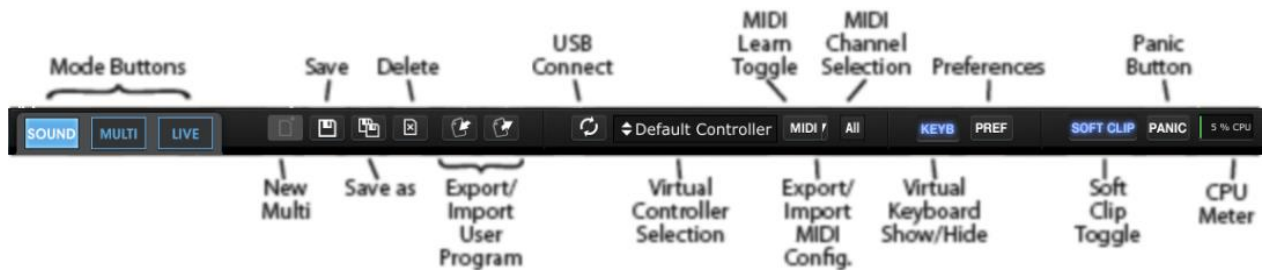 MIDI MIDI
USB Learn Channel Panic
Mode Buttons Save Delete Connect Toggle Selection Preferences Button
SOUND MULTI LIVE Default Controller MIDI All KEYB PREF SOFT CLIP PANIC 5 % CPU
New Save as Export/ Virtual Export/ Virtual Soft CPU
Multi Import Controller Import Keyboard Clip Meter
User Selection MIDI Show/Hide Toggle
Program Config.